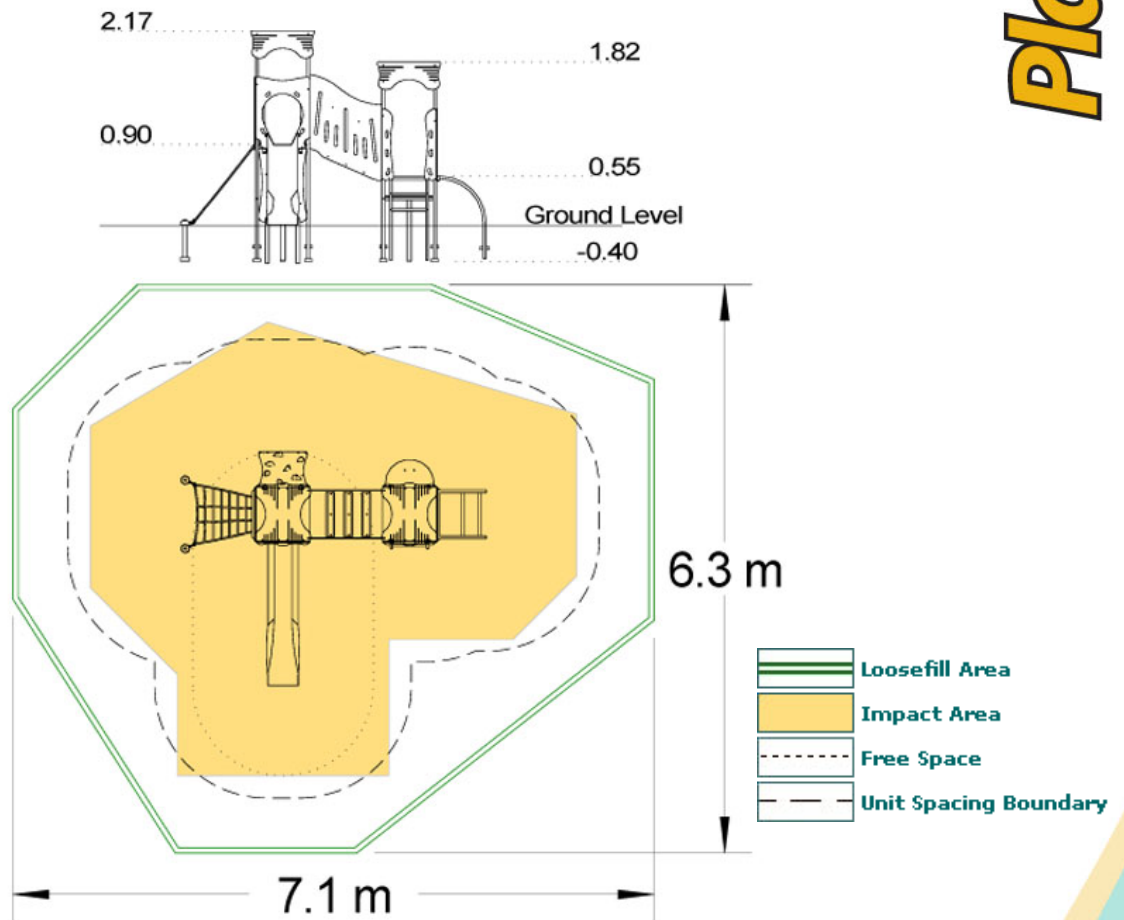 2.17
1.82
0.90
0.55
Ground Level
-0.40
6.3 m
Loosefill Area
Impact Area
Free Space
Unit Spacing Boundary
7.1 m